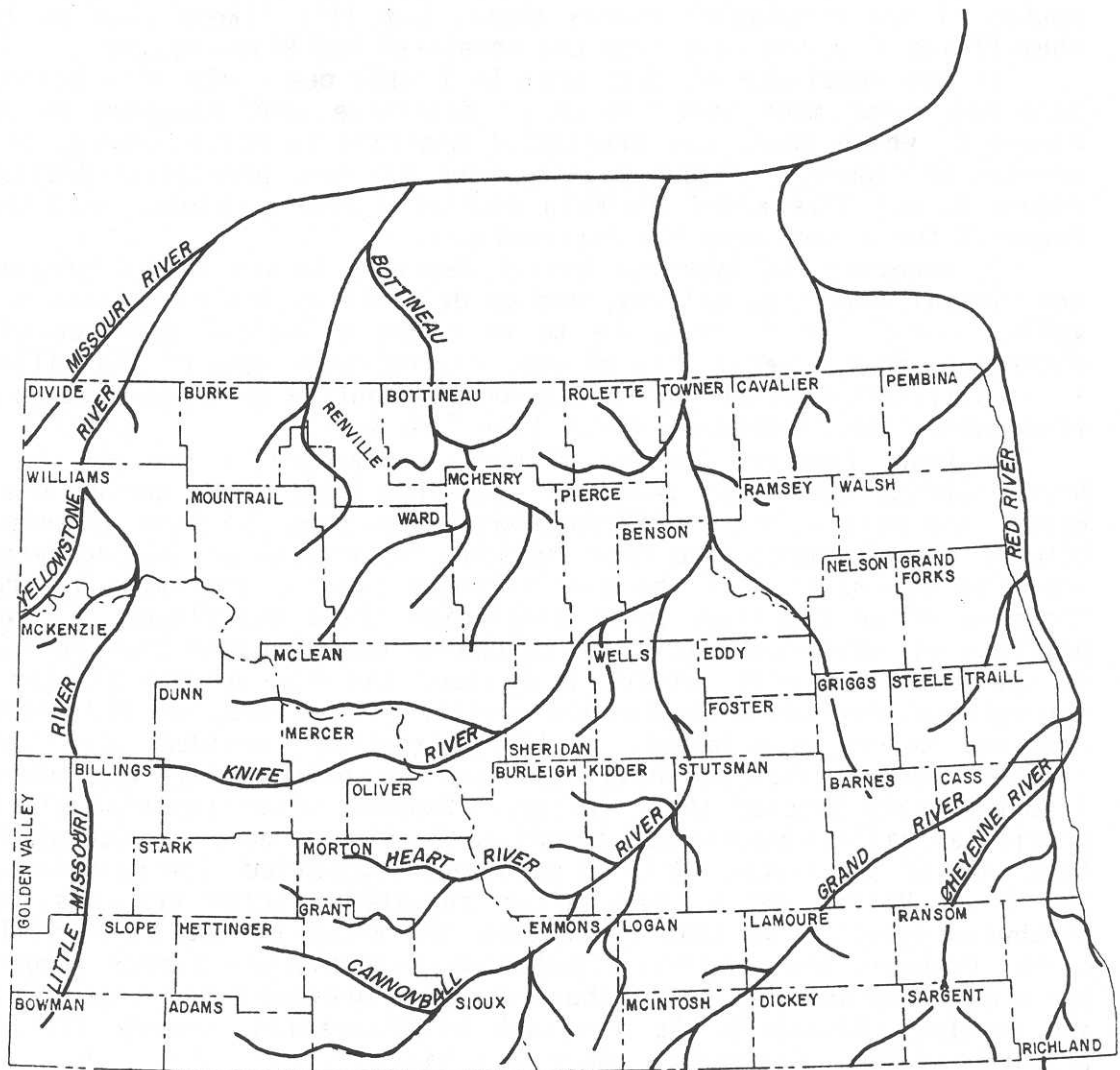 MISSOURI RIVER
BOTTINEAU
DIVIDE
RIVER
BURKE
RENVILLE
BOTTINEAU
ROLETTE
TOWNER
CAVALIER
PEMBINA
WILLIAMS
MOUNTRAIL
WARD
MCHENRY
PIERCE
BENSON
RAMSEY
WALSH
RED RIVER
YELLOWSTONE
MCKENZIE
NELSON
GRAND
FORKS
RIVER
DUNN
MCLEAN
MERCER
WELLS
EDDY
FOSTER
GRIGGS
STEELE
TRAILL
KNIFE RIVER
SHERIDAN
BILLINGS
OLIVER
BURLEIGH
KIDDER
STUTSMAN
BARNES
CASS
GOLDEN VALLEY
LITTLE MISSOURI
STARK
MORTON
HEART RIVER RIVER
GRAND RIVER
CHEYENNE RIVER
SLOPE
HETTINGER
GRANT
EMMONS
LOGAN
LAMOURE
RANSOM
CANNONBALL
BOWMAN
ADAMS
SIOUX
MCINTOSH
DICKEY
SARGENT
RICHLAND